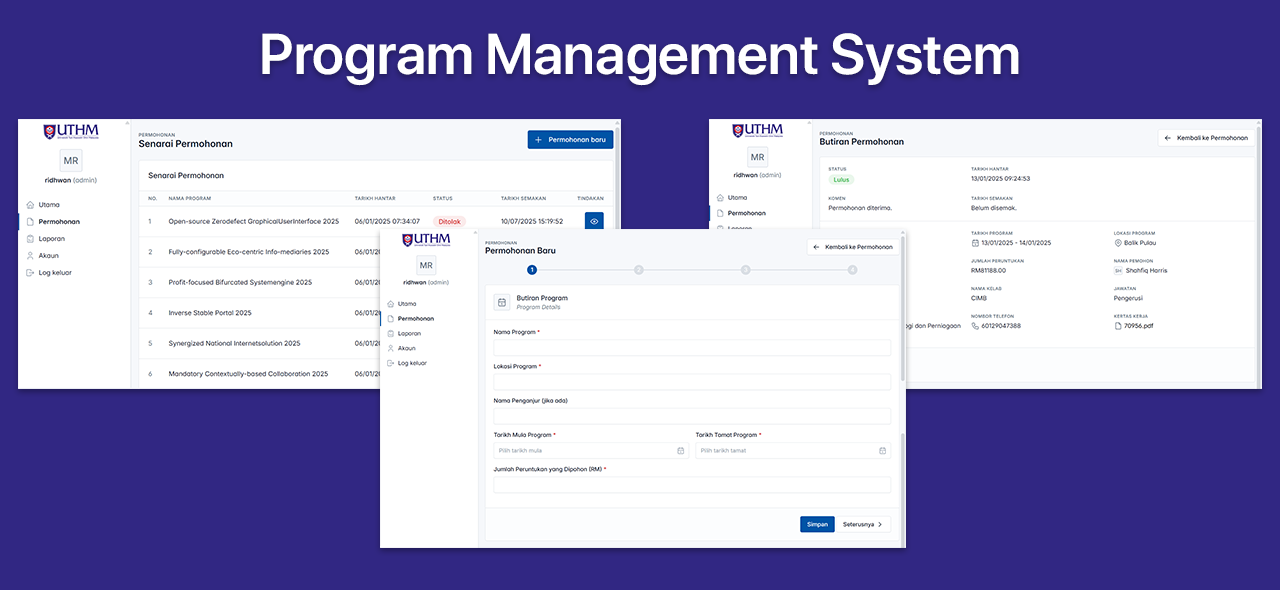 Program Management System
UTHM
MR
ridhwan (admin)
Utama
Permohonan
Laporan
Akaun
Log keluar
PERMOHONAN
Senarai Permohonan
+ Permohonan baru
Senarai Permohonan
NO. NAMA PROGRAM TARIKH HANTAR STATUS TARIKH SEMAKAN TINDAKAN
1 Open-source Zerodefect GraphicalUserInterface 2025 06/01/2025 07:34:07 Ditolak 10/07/2025 15:19:52
2 Fully-configurable Eco-centric Info-mediories 2025 06/01/20
3 Profit-focused Bifurcated Systemengine 2025 06/01/20
4 Inverse Stable Portal 2025 06/01/20
5 Synergized National Internetsolution 2025 06/01/20
6 Mandatory Contextually-based Collaboration 2025 06/01/20
UTHM
MR
ridhwan (admin)
Utama
Permohonan
Laporan
Akaun
Log keluar
PERMOHONAN
Permohonan Baru
← Kembali ke Permohonan
1 2 3 4
Butiran Program
Program Details
Nama Program *
Lokasi Program *
Nama Penganjur (jika ada)
Tarikh Mula Program * Tarikh Tamat Program *
Pilih tarikh mula Pilih tarikh tamat
Jumlah Peruntukan yang Dipohon (RM) *
Simpan Seterusnya >
UTHM
MR
ridhwan (admin)
Utama
Permohonan
Laporan
PERMOHONAN
Butiran Permohonan
← Kembali ke Permohonan
STATUS TARIKH HANTAR
Lulus 13/01/2025 09:24:53
KOMEN TARIKH SEMAKAN
Permohonan diterima. Belum disemak.
TARIKH PROGRAM LOKASI PROGRAM
13/01/2025 - 14/01/2025 Balik Pulau
JUMLAH PERUNTUKAN NAMA PEMOHON
RM81188.00 SH Shahfiq Harris
NAMA KELAB JAWATAN
CIMB Pengerusi
NOMBOR TELEFON KERTAS KERJA
ogi dan Perniagaan 60129047388 70956.pdf